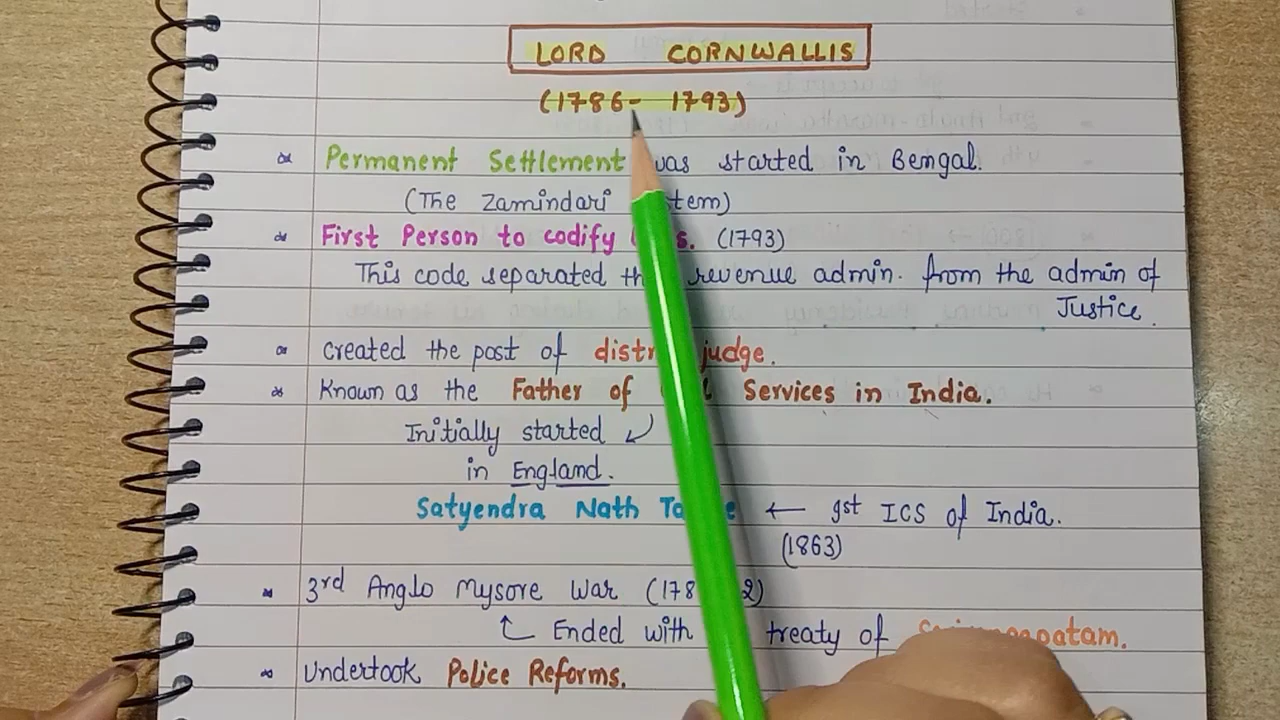 LORD CORNWALLIS
(1786- 1793)
Permanent Settlement was started in Bengal.
(The Zamindari tem)
First Person to codify s. (1793)
This code separated th revenue admin. from the admin of
Justice.
created the post of distr judge.
Known as the Father of Services in India.
Initially started
in England.
Satyendra Nath Ta e ← 1st ICS of India.
(1863)
3rd Anglo Mysore War (178 2)
Ended with treaty of patam.
Undertook Police Reforms.